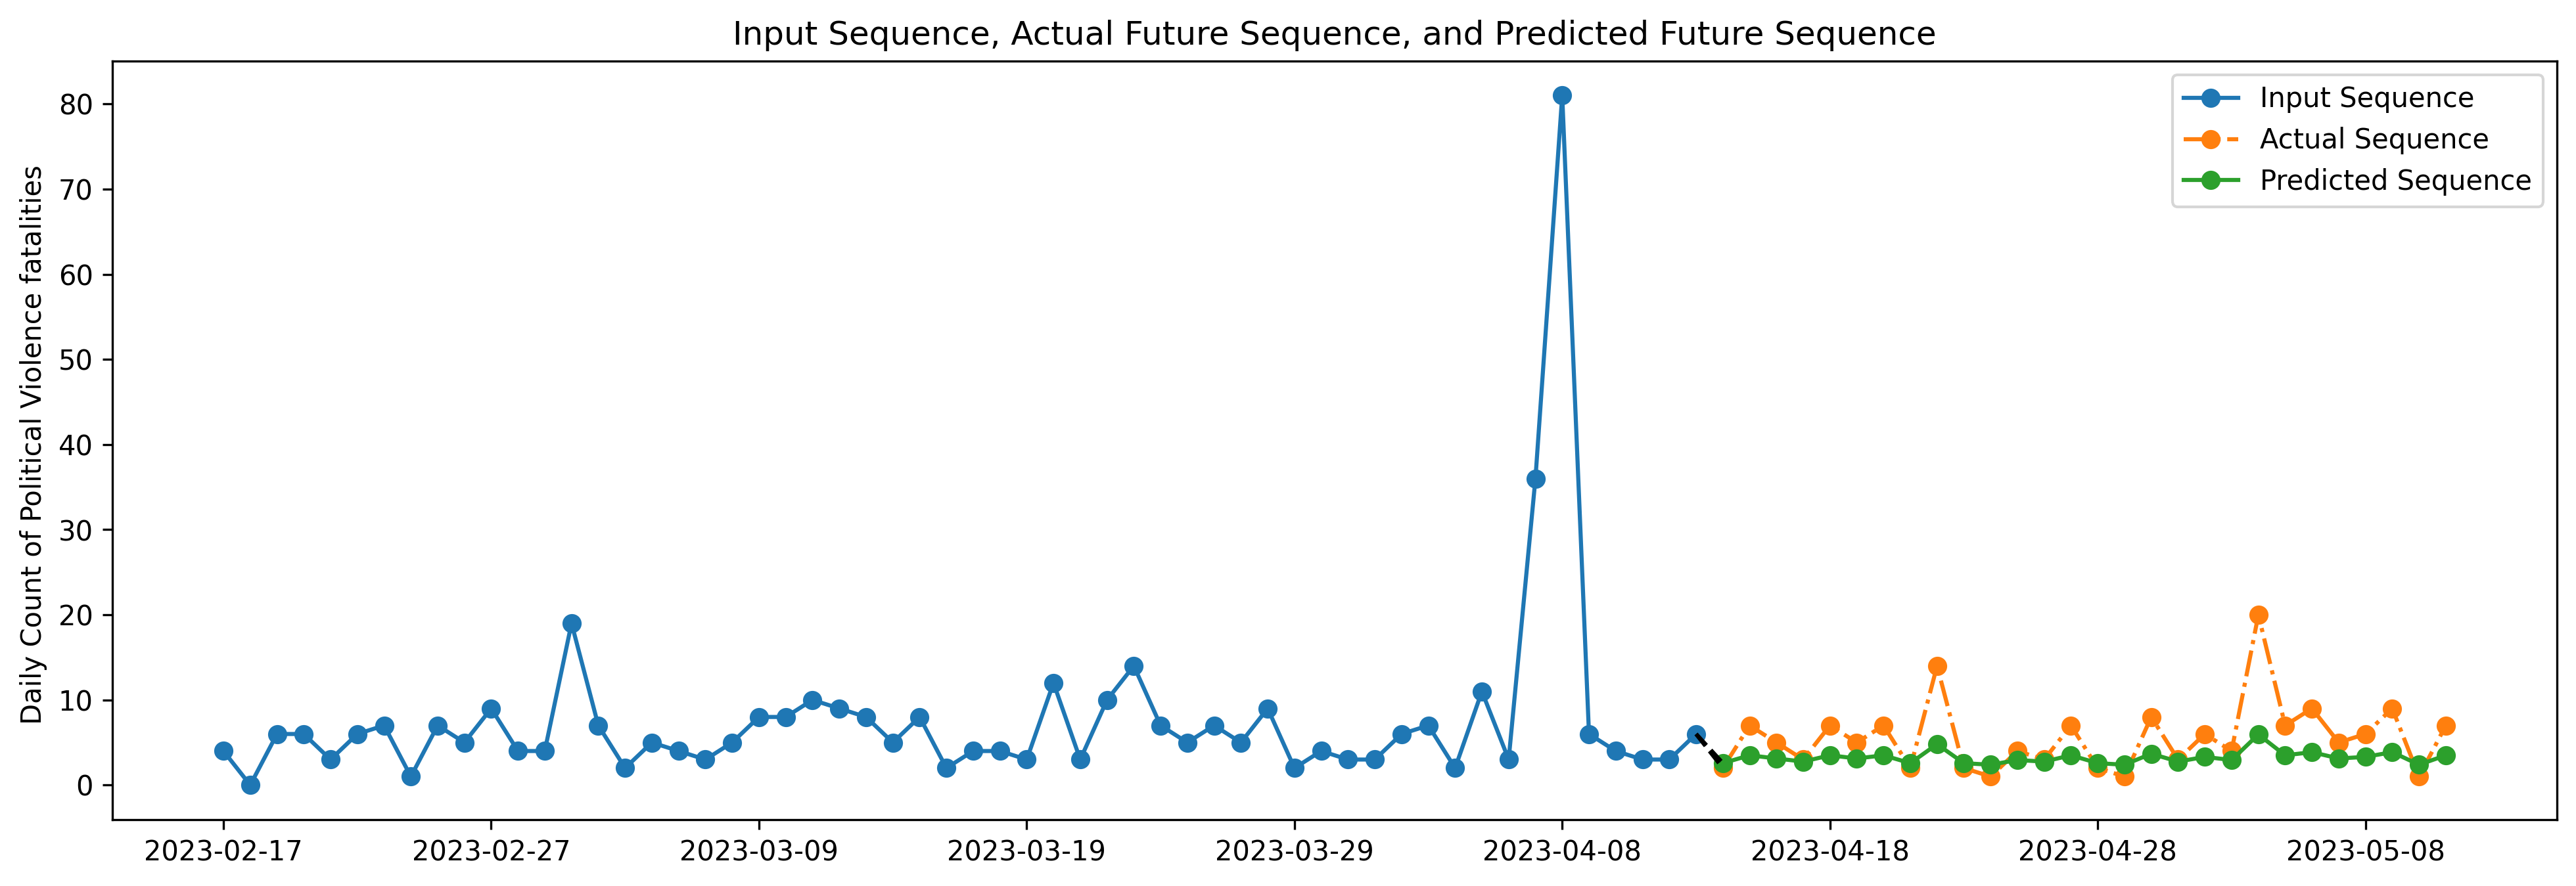 Input Sequence, Actual Future Sequence, and Predicted Future Sequence
Daily Count of Political Violence fatalities
80
70
60
50
40
30
20
10
0
Input Sequence
Actual Sequence
Predicted Sequence
2023-02-17 2023-02-27 2023-03-09 2023-03-19 2023-03-29 2023-04-08 2023-04-18 2023-04-28 2023-05-08